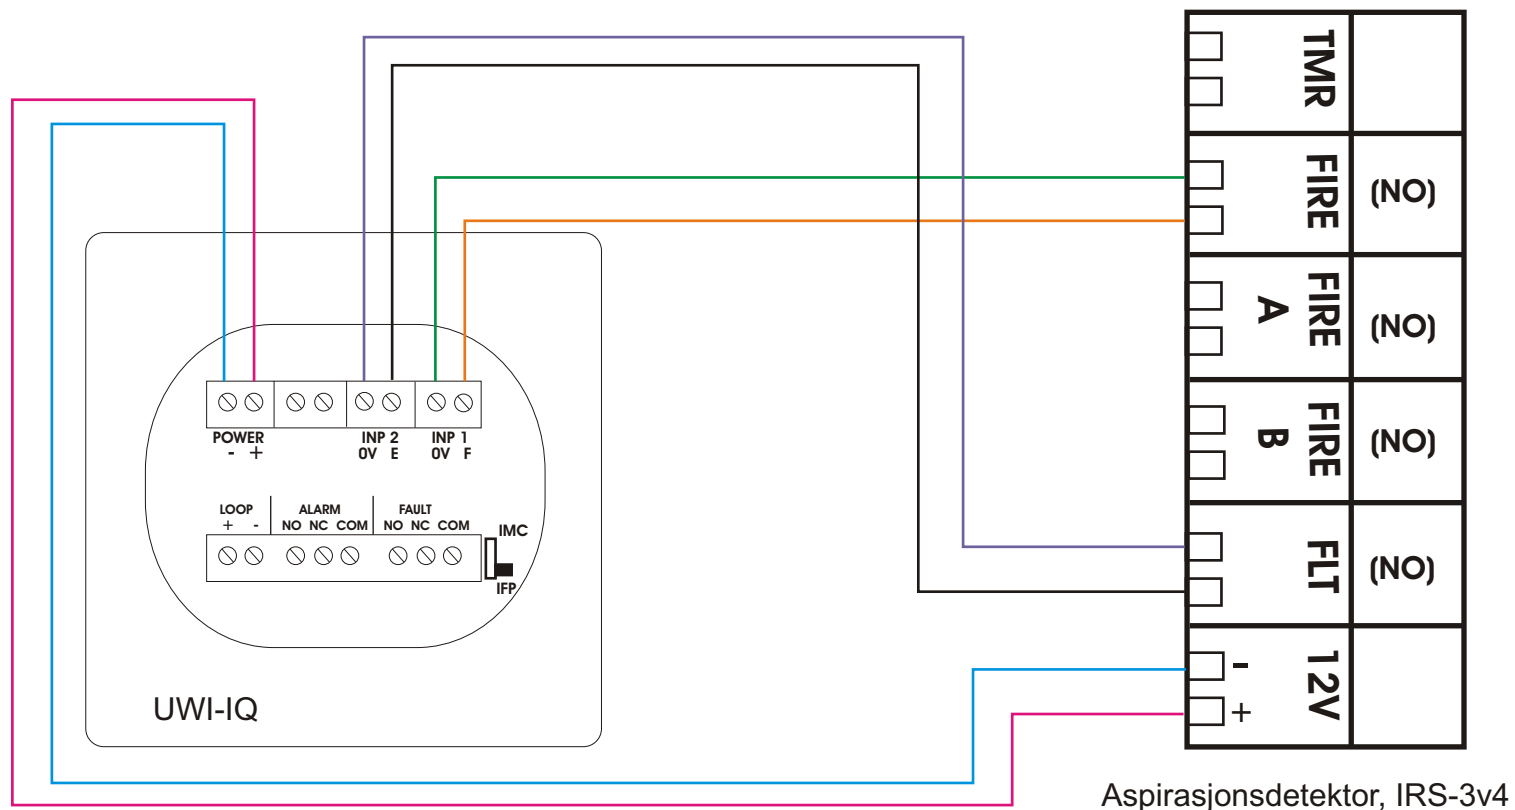 POWER
- +
INP 2
0V E
INP 1
0V F
LOOP
+ -
ALARM
NO NC COM
FAULT
NO NC COM
IMC
IFP
UWI-IQ
TMR
FIRE (NO)
FIRE A (NO)
FIRE B (NO)
FLT (NO)
12V
-
+
Aspirasjonsdetektor, IRS-3v4